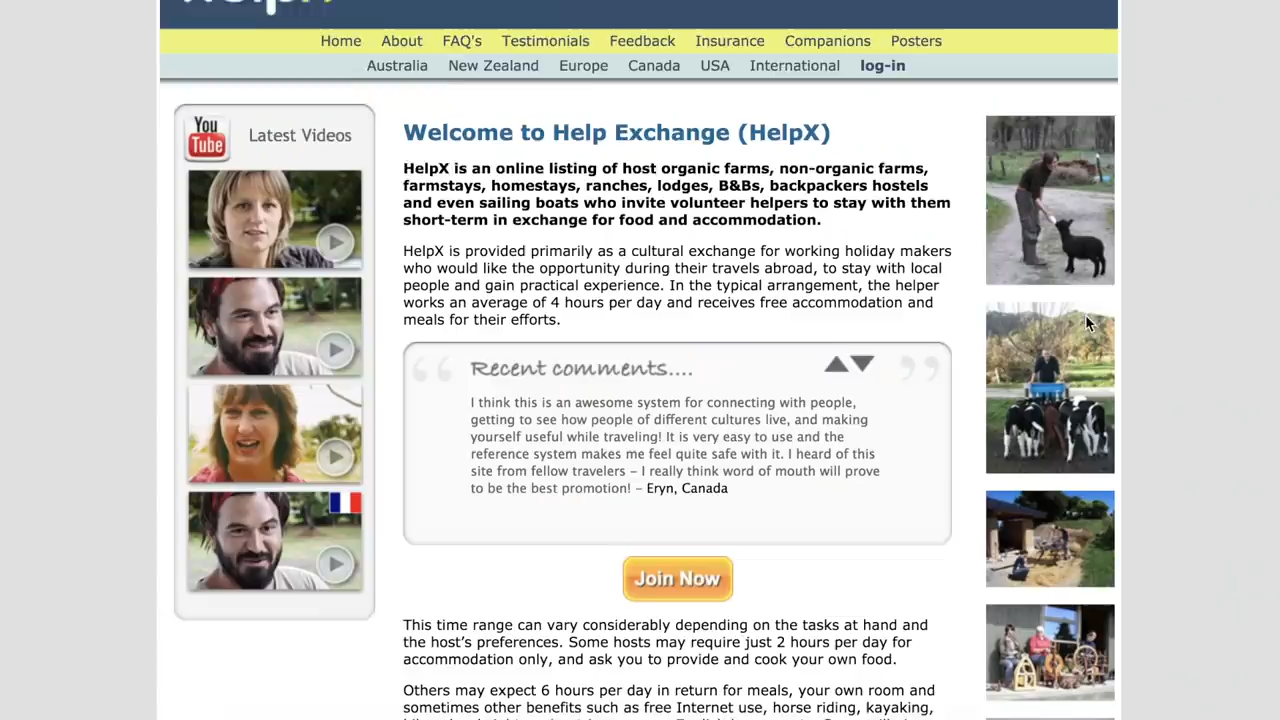 Home About FAQ's Testimonials Feedback Insurance Companions Posters
Australia New Zealand Europe Canada USA International log-in
You
Tube
Latest Videos
Welcome to Help Exchange (HelpX)
HelpX is an online listing of host organic farms, non-organic farms,
farmstays, homestays, ranches, lodges, B&Bs, backpackers hostels
and even sailing boats who invite volunteer helpers to stay with them
short-term in exchange for food and accommodation.
HelpX is provided primarily as a cultural exchange for working holiday makers
who would like the opportunity during their travels abroad, to stay with local
people and gain practical experience. In the typical arrangement, the helper
works an average of 4 hours per day and receives free accommodation and
meals for their efforts.
Recent comments....
I think this is an awesome system for connecting with people,
getting to see how people of different cultures live, and making
yourself useful while traveling! It is very easy to use and the
reference system makes me feel quite safe with it. I heard of this
site from fellow travelers – I really think word of mouth will prove
to be the best promotion! – Eryn, Canada
Join Now
This time range can vary considerably depending on the tasks at hand and
the host's preferences. Some hosts may require just 2 hours per day for
accommodation only, and ask you to provide and cook your own food.
Others may expect 6 hours per day in return for meals, your own room and
sometimes other benefits such as free Internet use, horse riding, kayaking,